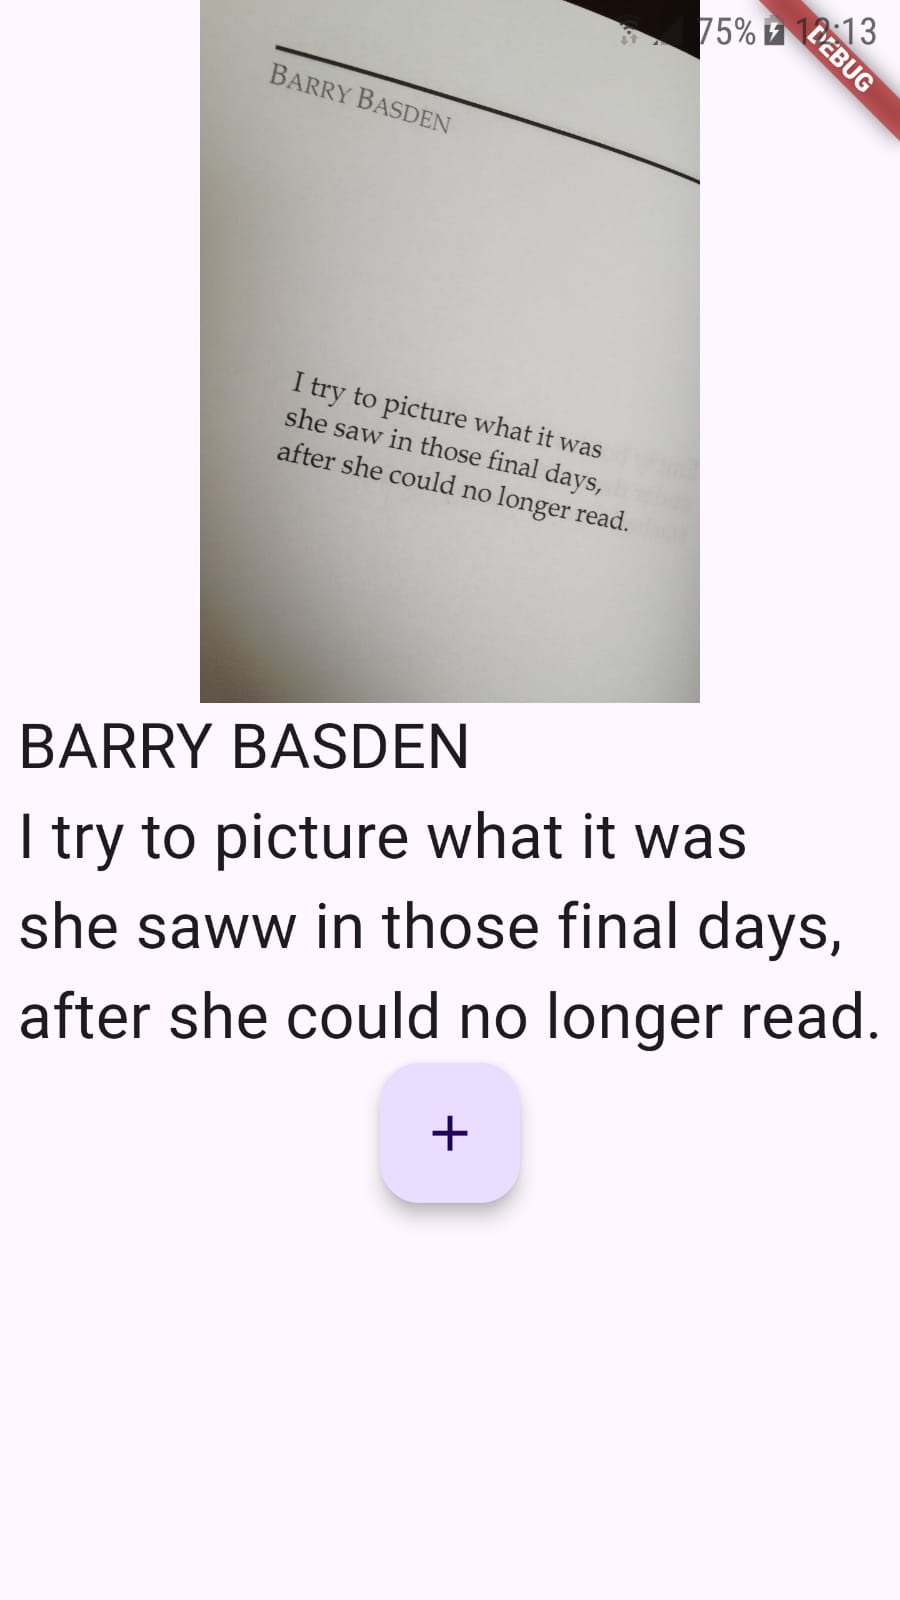 75% 12:13
DEBUG
BARRY BASDEN
I try to picture what it was
she saw in those final days,
after she could no longer read.
BARRY BASDEN
I try to picture what it was
she saww in those final days,
after she could no longer read.
+